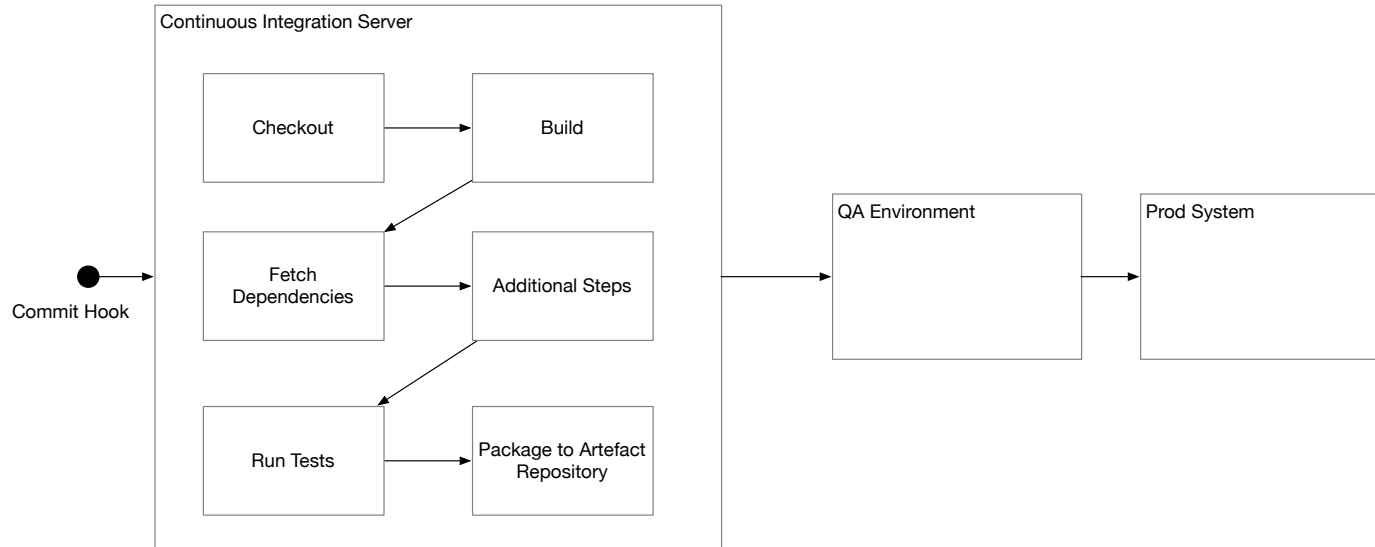 Continuous Integration Server
Checkout
Build
QA Environment
Prod System
Fetch
Dependencies
Additional Steps
Commit Hook
Run Tests
Package to Artefact
Repository